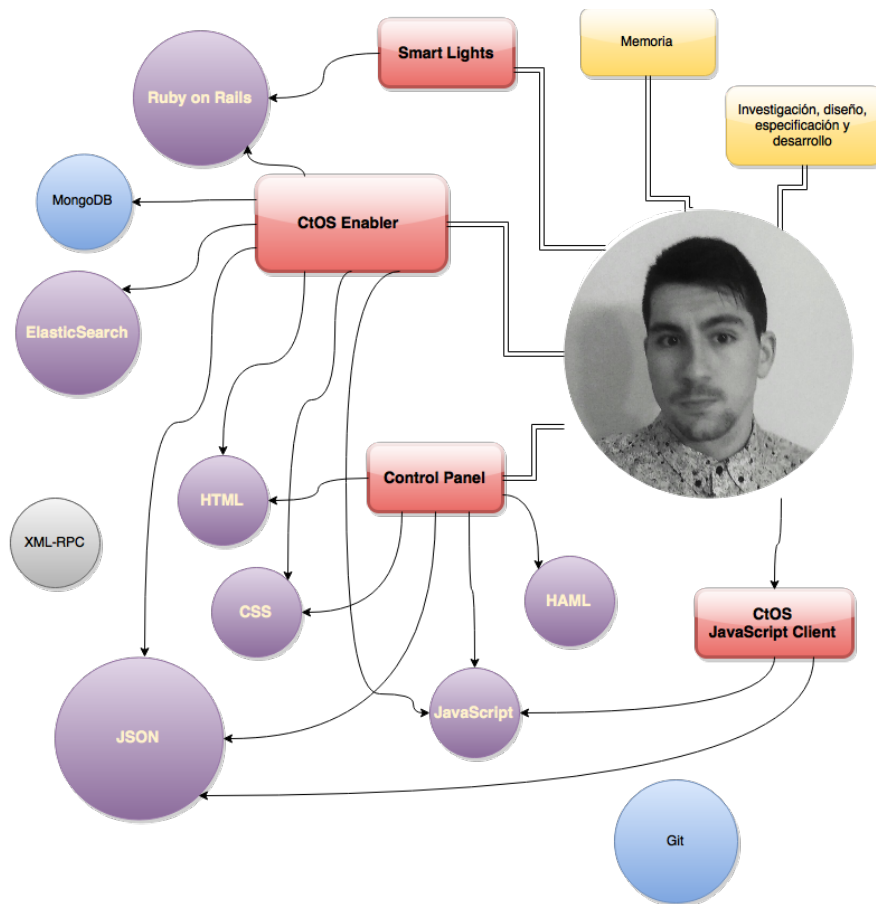 Smart Lights
Memoria
Ruby on Rails
Investigación, diseño,
especificación y
desarrollo
MongoDB
CtOS Enabler
ElasticSearch
Control Panel
HTML
XML-RPC
CSS
HAML
CtOS
JavaScript Client
JavaScript
JSON
Git